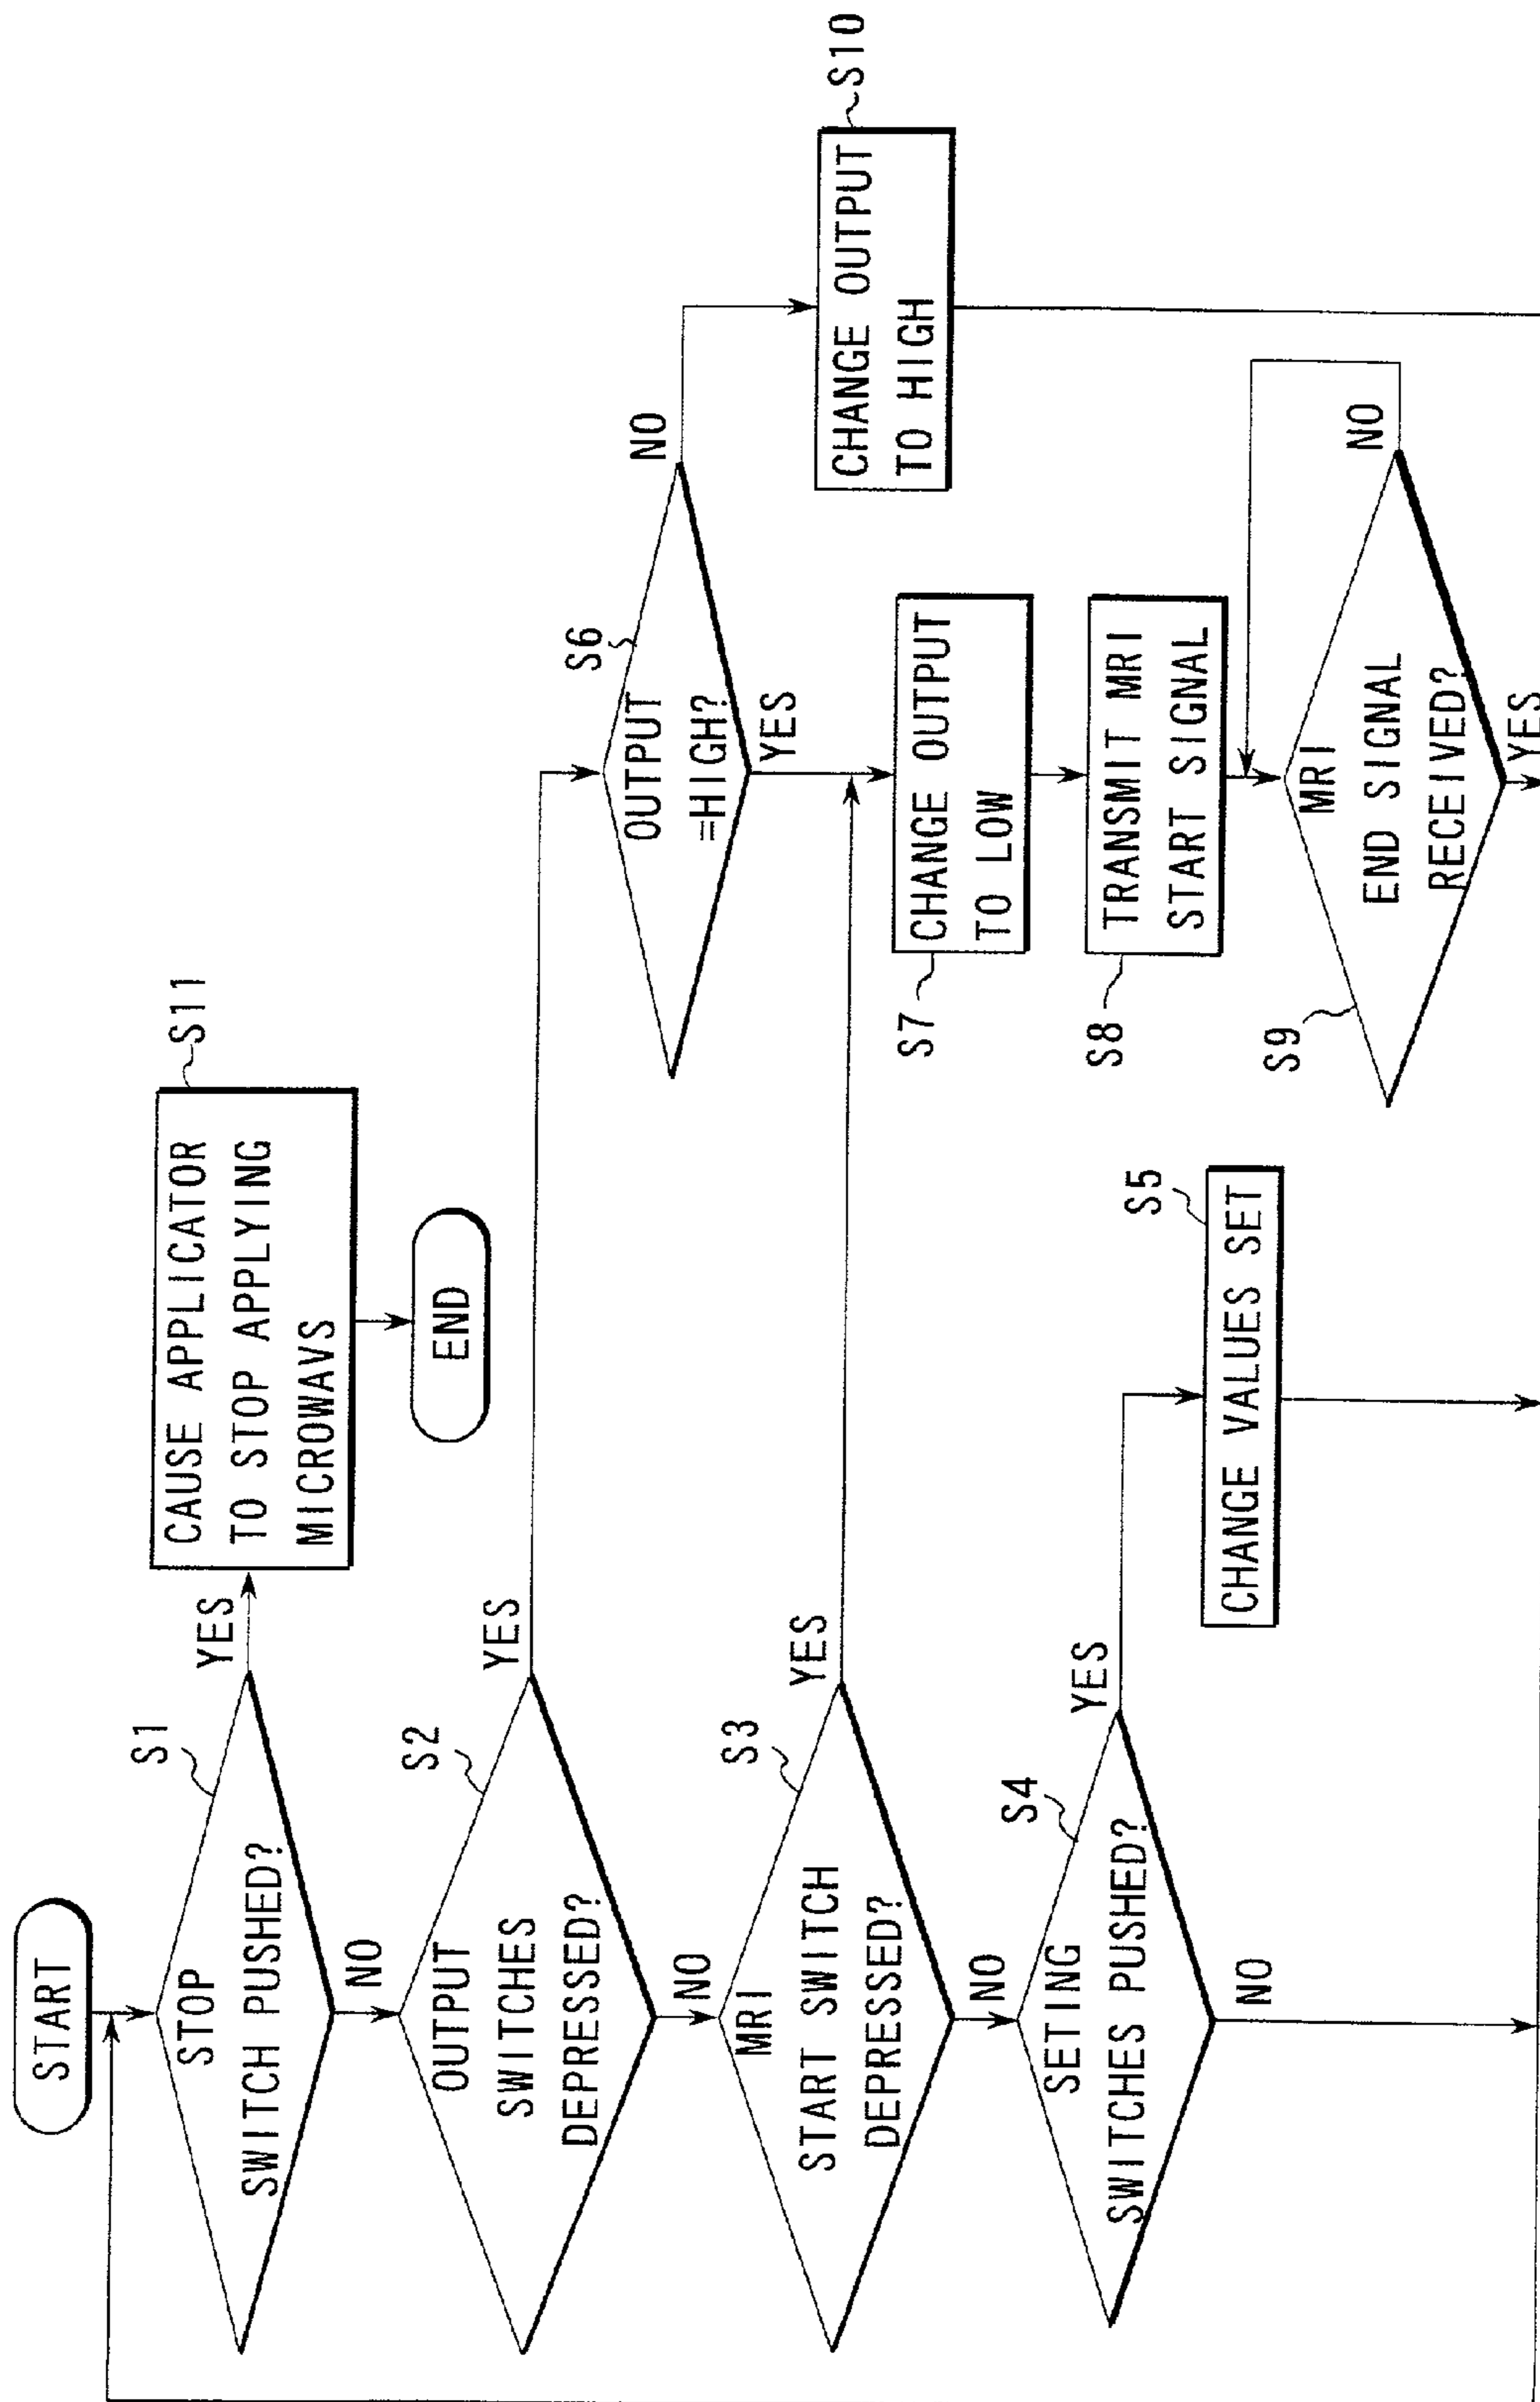 START
STOP
SWITCH PUSHED?
S1
YES
NO
CAUSE APPLICATOR
TO STOP APPLYING
MICROWAVS
S11
END
OUTPUT
SWITCHES
DEPRESSED?
S2
YES
NO
MRI
START SWITCH
DEPRESSED?
S3
YES
NO
SETING
SWITCHES PUSHED?
S4
YES
NO
CHANGE VALUES SET
S5
OUTPUT
=HIGH?
S6
NO
YES
CHANGE OUTPUT
TO HIGH
S10
S7
CHANGE OUTPUT
TO LOW
S8
TRANSMIT MRI
START SIGNAL
S9
MRI
END SIGNAL
RECEIVED?
NO
YES